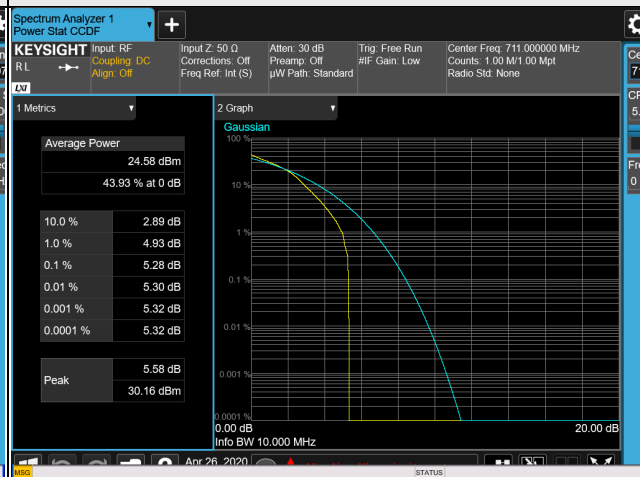 Spectrum Analyzer 1
Power Stat CCDF
+
KEYSIGHT
RL
LXI
Input: RF
Coupling: DC
Align: Off
Input Z: 50 Ω
Corrections: Off
Freq Ref: Int (S)
Atten: 30 dB
Preamp: Off
µW Path: Standard
Trig: Free Run
#IF Gain: Low
Center Freq: 711.000000 MHz
Counts: 1.00 M/1.00 Mpt
Radio Std: None
1 Metrics
Average Power
24.58 dBm
43.93 % at 0 dB
10.0 % 2.89 dB
1.0 % 4.93 dB
0.1 % 5.28 dB
0.01 % 5.30 dB
0.001 % 5.32 dB
0.0001 % 5.32 dB
Peak
5.58 dB
30.16 dBm
2 Graph
Gaussian
100 %
10 %
1 %
0.1 %
0.01 %
0.001 %
0.0001 %
0.00 dB 20.00 dB
Info BW 10.000 MHz
Apr 26, 2020
MSG STATUS